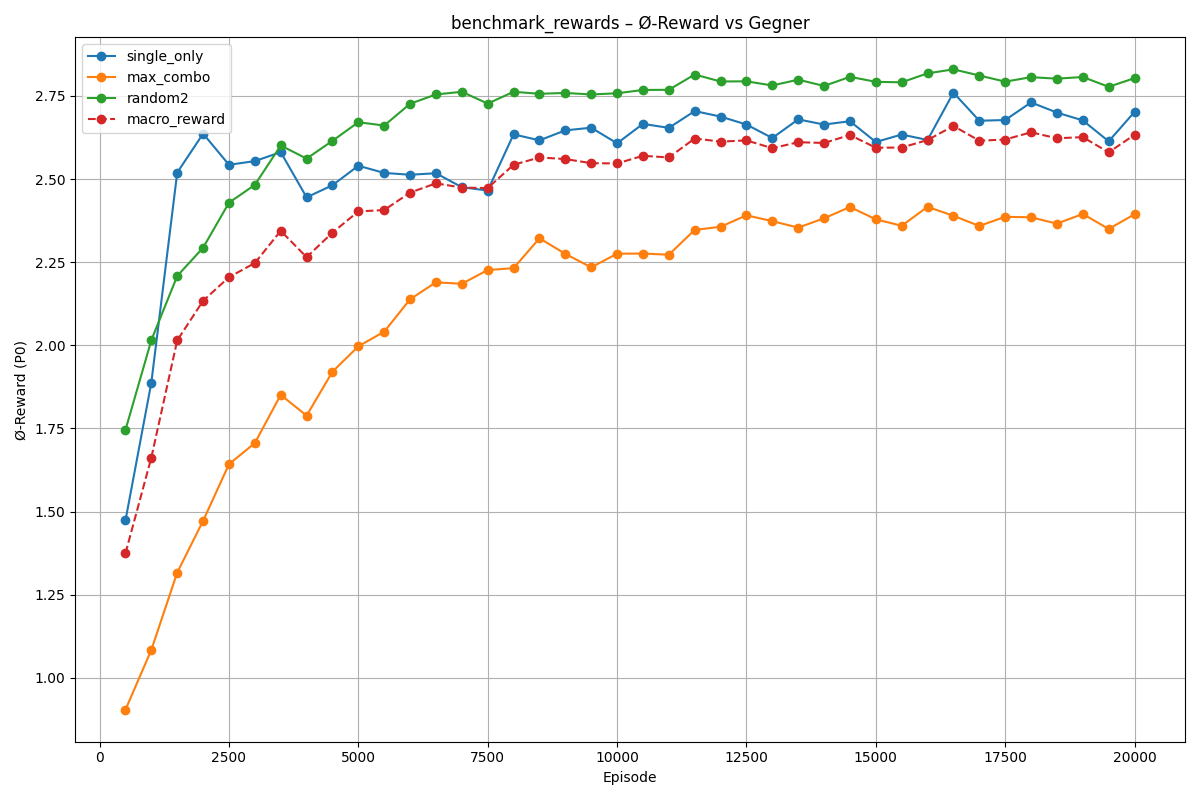 benchmark_rewards – Ø-Reward vs Gegner
single_only
max_combo
random2
macro_reward
Ø-Reward (P0)
2.75
2.50
2.25
2.00
1.75
1.50
1.25
1.00
0 2500 5000 7500 10000 12500 15000 17500 20000
Episode